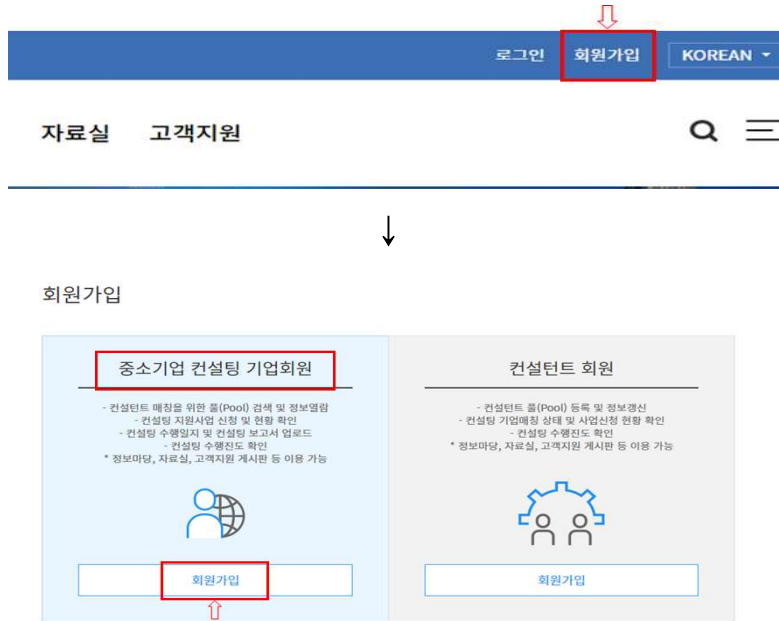 로그인 회원가입 KOREAN
자료실 고객지원
회원가입
중소기업 컨설팅 기업회원
- 컨설턴트 매칭을 위한 풀(Pool) 검색 및 정보열람
- 컨설팅 지원사업 신청 및 현황 확인
- 컨설팅 수행일지 및 컨설팅 보고서 업로드
- 컨설팅 수행진도 확인
* 정보마당, 자료실, 고객지원 게시판 등 이용 가능
회원가입
컨설턴트 회원
- 컨설턴트 풀(Pool) 등록 및 정보갱신
- 컨설팅 기업매칭 상태 및 사업신청 현황 확인
- 컨설팅 수행진도 확인
* 정보마당, 자료실, 고객지원 게시판 등 이용 가능
회원가입